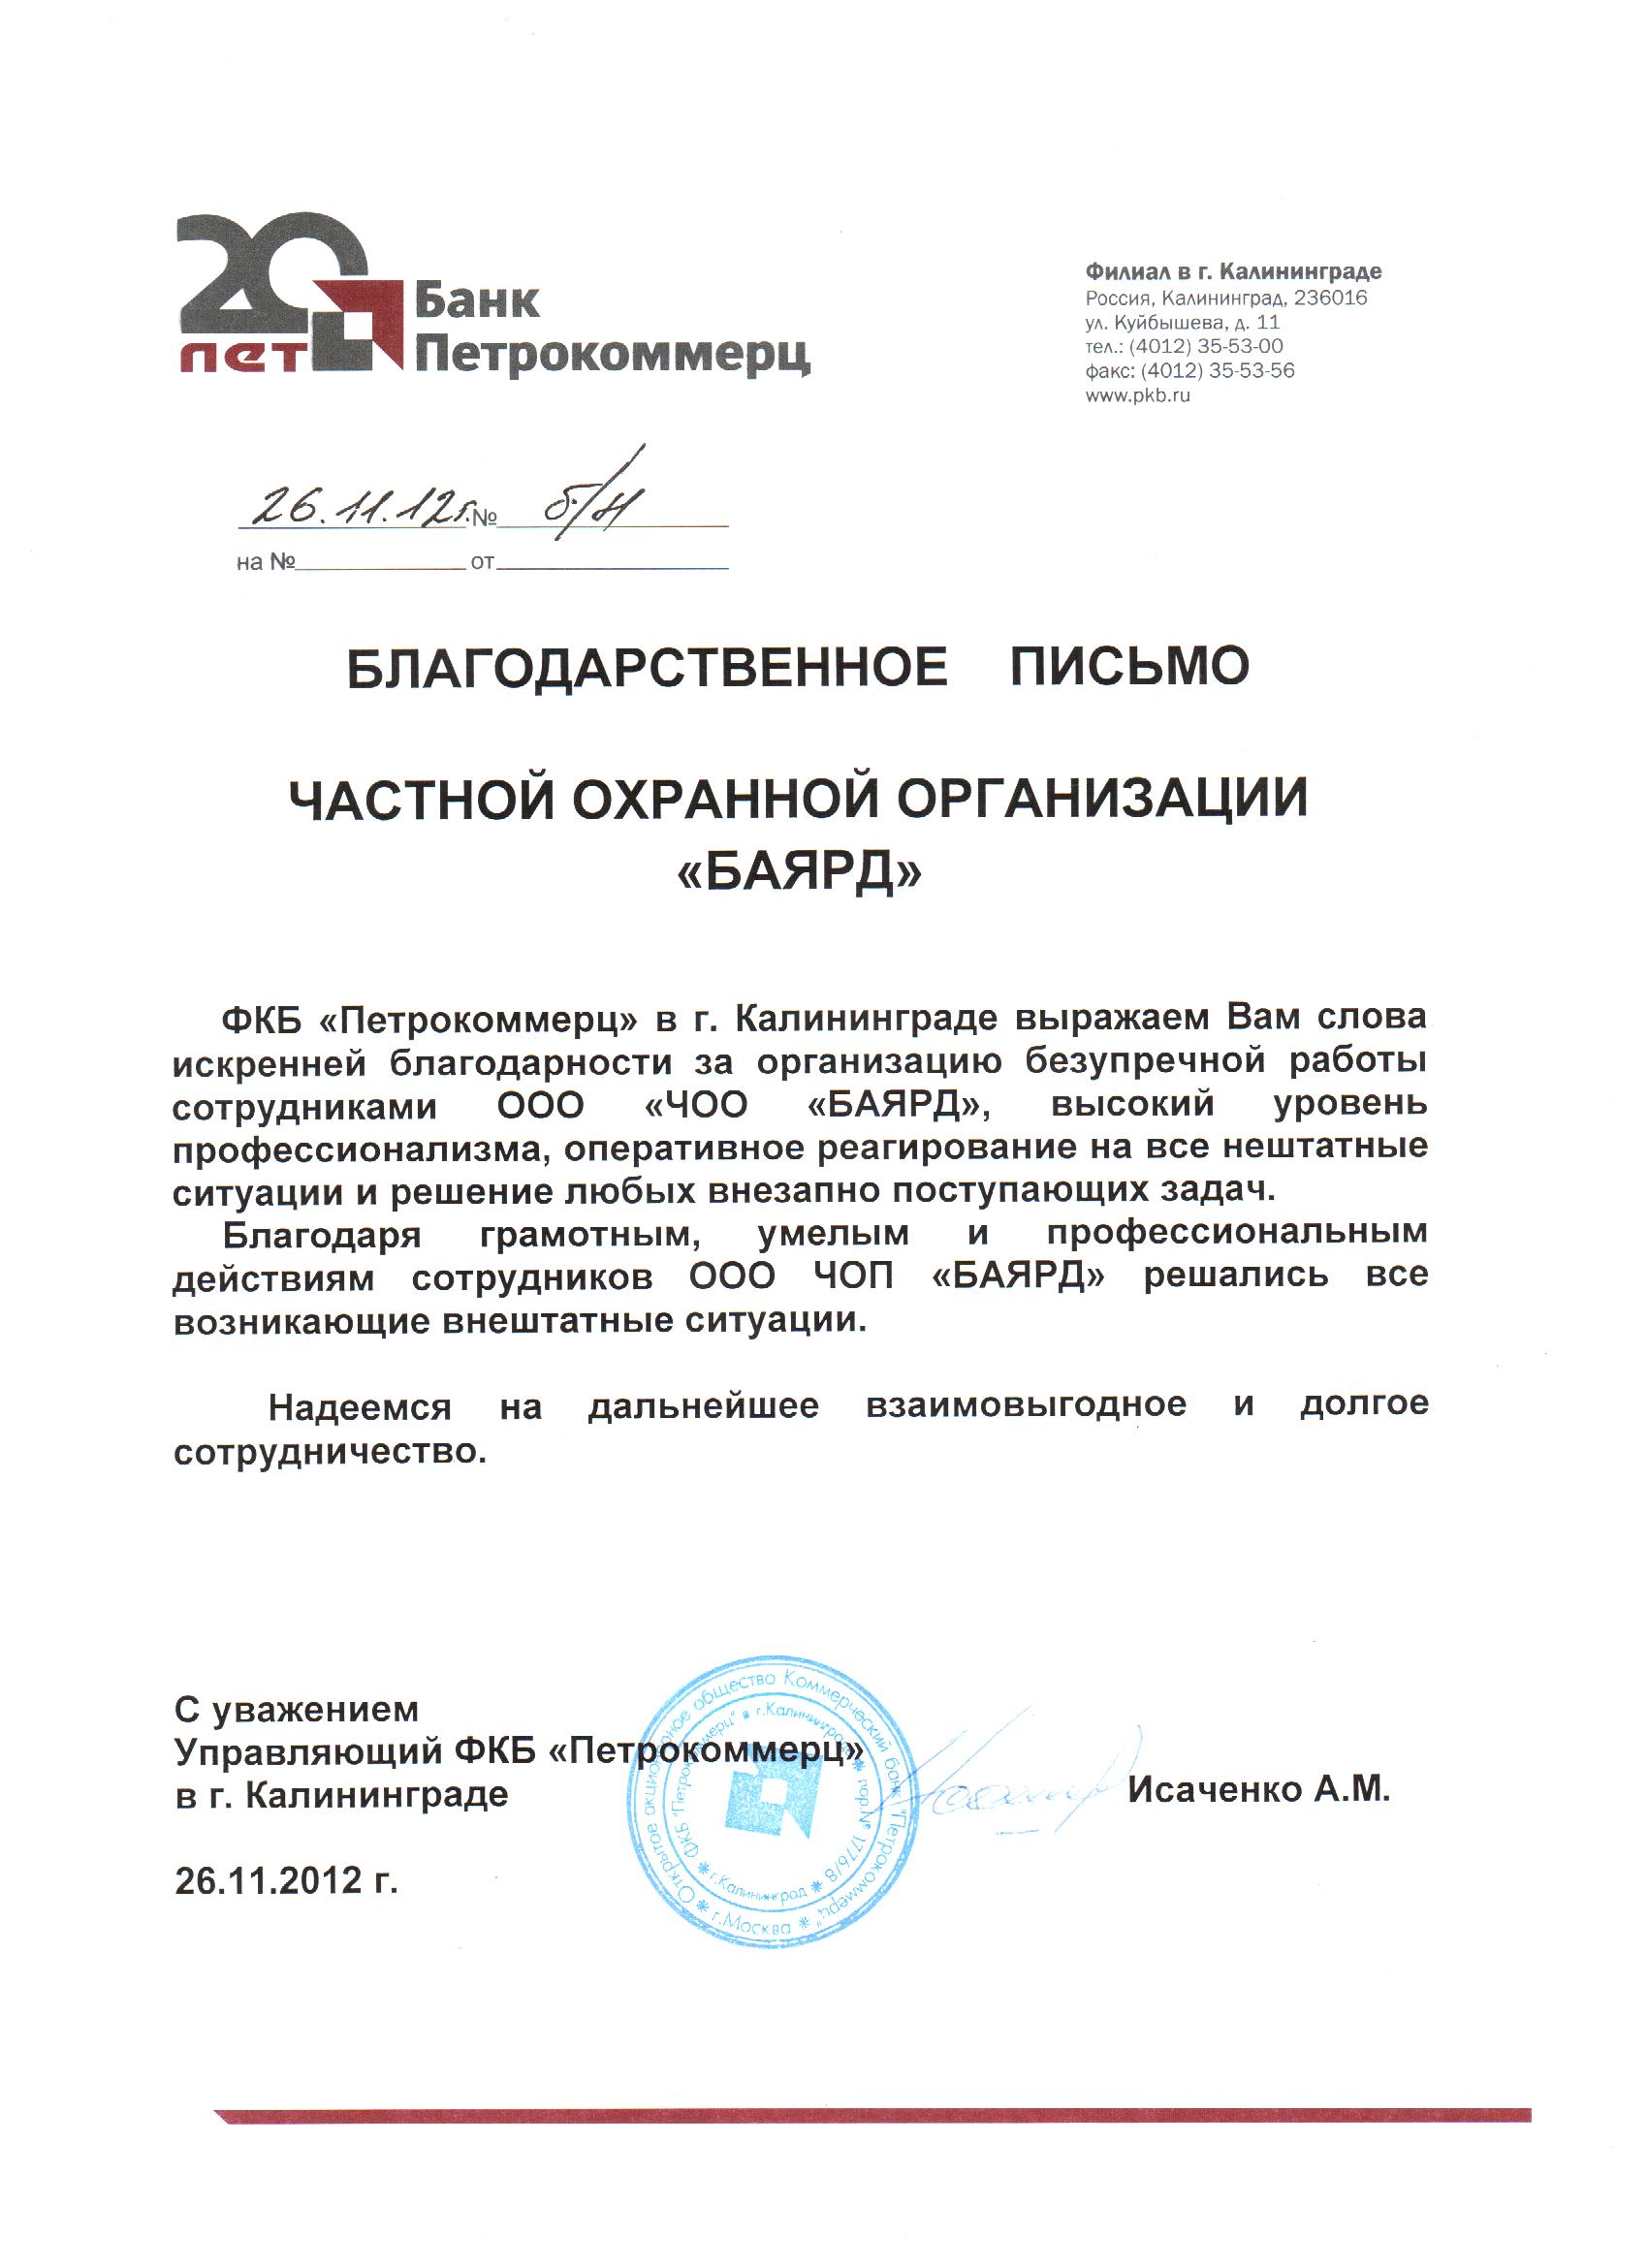 20 лет
Банк
Петрокоммерц
Филиал в г. Калининграде
Россия, Калининград, 236016
ул. Куйбышева, д. 11
тел.: (4012) 35-53-00
факс: (4012) 35-53-56
www.pkb.ru
26.11.12г. № б/н
на № от
БЛАГОДАРСТВЕННОЕ ПИСЬМО
ЧАСТНОЙ ОХРАННОЙ ОРГАНИЗАЦИИ
«БАЯРД»
ФКБ «Петрокоммерц» в г. Калининграде выражаем Вам слова
искренней благодарности за организацию безупречной работы
сотрудниками ООО «ЧОО «БАЯРД», высокий уровень
профессионализма, оперативное реагирование на все нештатные
ситуации и решение любых внезапно поступающих задач.
Благодаря грамотным, умелым и профессиональным
действиям сотрудников ООО ЧОП «БАЯРД» решались все
возникающие внештатные ситуации.
Надеемся на дальнейшее взаимовыгодное и долгое
сотрудничество.
С уважением
Управляющий ФКБ «Петрокоммерц»
в г. Калининграде
Исаченко А.М.
26.11.2012 г.
Открытое акционерное общество Коммерческий банк "Петрокоммерц" * г.Москва *
ФКБ "Петрокоммерц" в г.Калининграде * пор.№ 1776/8 * г.Калининград *